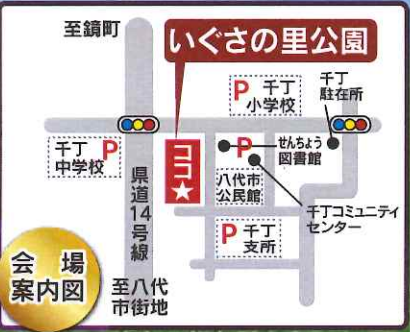 至鏡町
いぐさの里公園
P 千丁
小学校
千丁
駐在所
千丁
中学校
P
ココ★
P
せんちょう
図書館
八代市
公民館
県道14号線
千丁コミュニティ
センター
P 千丁
支所
会場
案内図
至八代
市街地